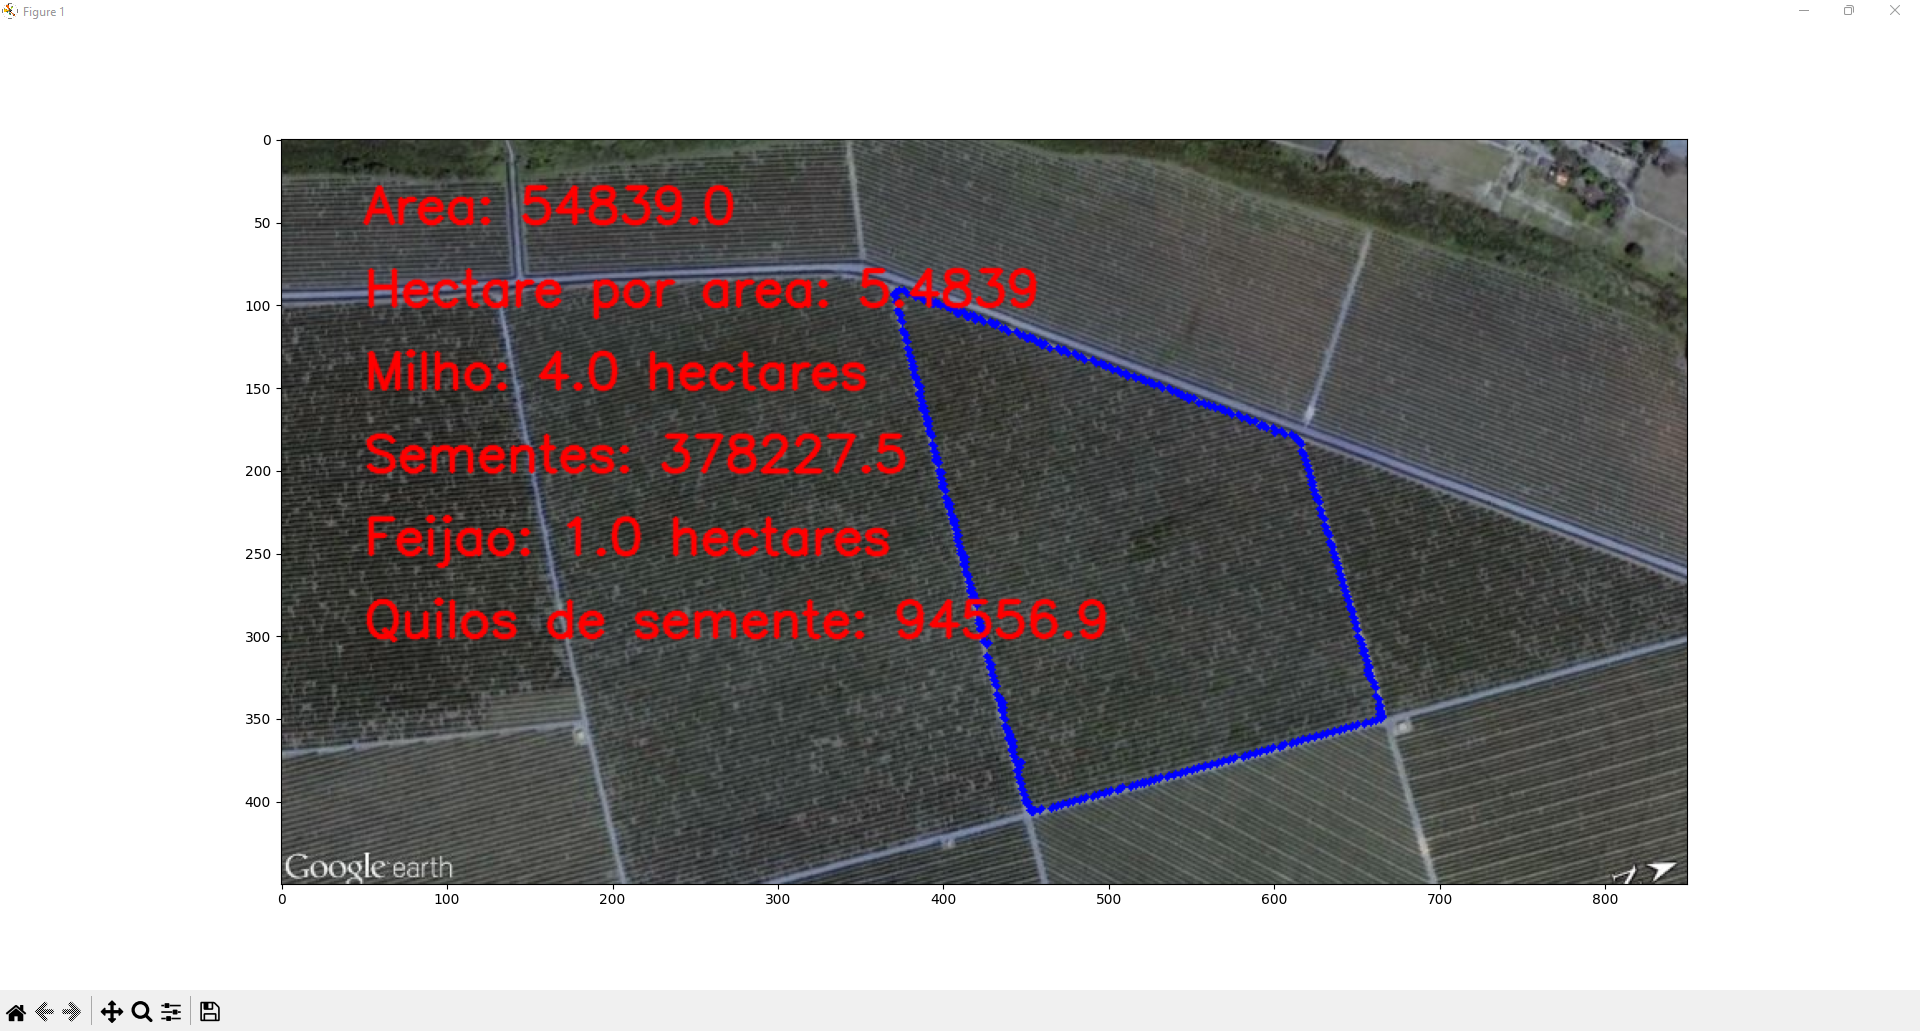 Figure 1
0
Area: 54839.0
50
Hectare por area: 5.4839
100
Milho: 4.0 hectares
150
Sementes: 378227.5
200
Feijao: 1.0 hectares
250
Quilos de semente: 94556.9
300
350
400
Google earth
0 100 200 300 400 500 600 700 800